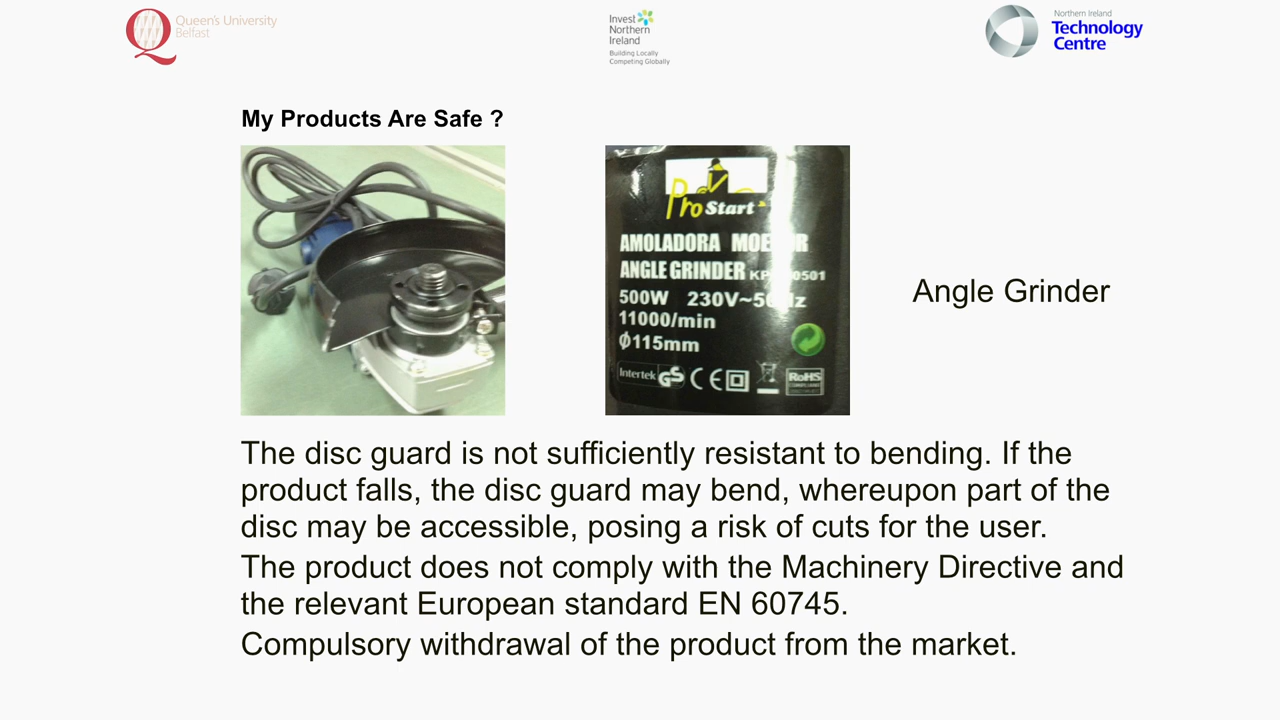 Queen's University
Belfast
Invest
Northern
Ireland
Building Locally
Competing Globally
Northern Ireland
Technology
Centre
My Products Are Safe ?
Pro Start
AMOLADORA
ANGLE GRINDER
500W 230V~
11000/min
ϕ115mm
Intertek GS CE RoHS
Angle Grinder
The disc guard is not sufficiently resistant to bending. If the
product falls, the disc guard may bend, whereupon part of the
disc may be accessible, posing a risk of cuts for the user.
The product does not comply with the Machinery Directive and
the relevant European standard EN 60745.
Compulsory withdrawal of the product from the market.